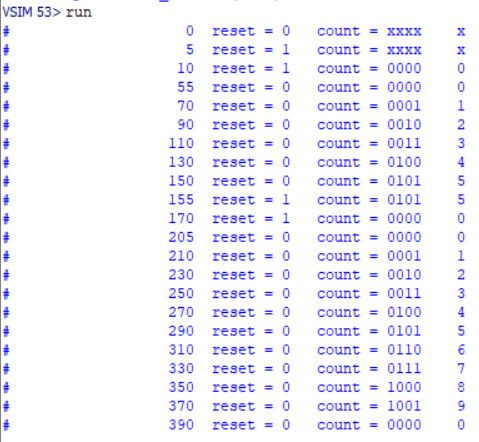 VSIM 53> run
# 0 reset = 0 count = xxxx x
# 5 reset = 1 count = xxxx x
# 10 reset = 1 count = 0000 0
# 55 reset = 0 count = 0000 0
# 70 reset = 0 count = 0001 1
# 90 reset = 0 count = 0010 2
# 110 reset = 0 count = 0011 3
# 130 reset = 0 count = 0100 4
# 150 reset = 0 count = 0101 5
# 155 reset = 1 count = 0101 5
# 170 reset = 1 count = 0000 0
# 205 reset = 0 count = 0000 0
# 210 reset = 0 count = 0001 1
# 230 reset = 0 count = 0010 2
# 250 reset = 0 count = 0011 3
# 270 reset = 0 count = 0100 4
# 290 reset = 0 count = 0101 5
# 310 reset = 0 count = 0110 6
# 330 reset = 0 count = 0111 7
# 350 reset = 0 count = 1000 8
# 370 reset = 0 count = 1001 9
# 390 reset = 0 count = 0000 0